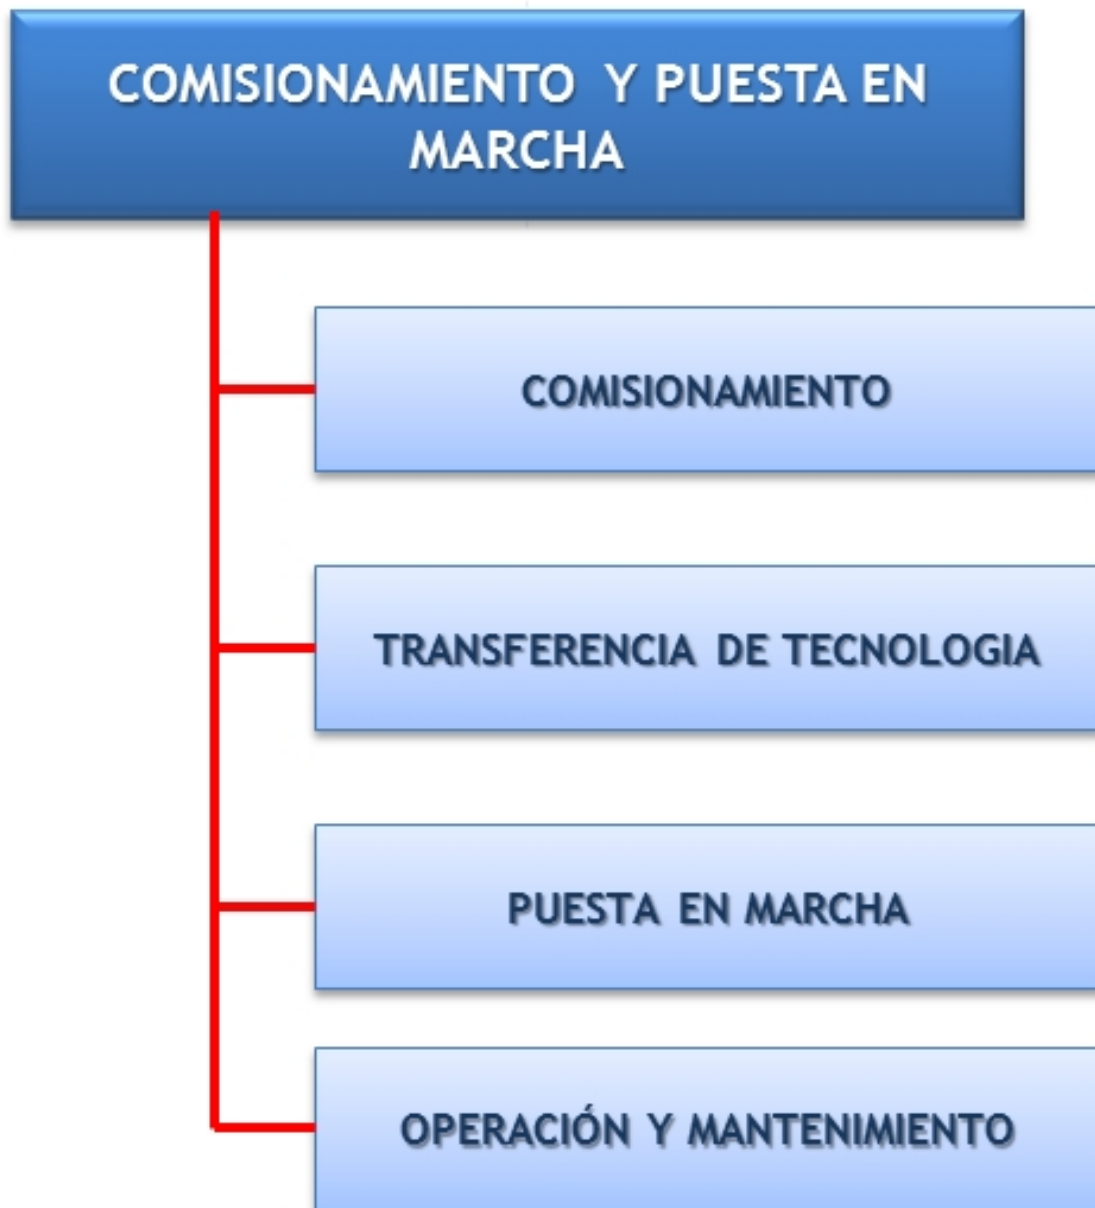 COMISIONAMIENTO Y PUESTA EN
MARCHA
COMISIONAMIENTO
TRANSFERENCIA DE TECNOLOGIA
PUESTA EN MARCHA
OPERACIÓN Y MANTENIMIENTO